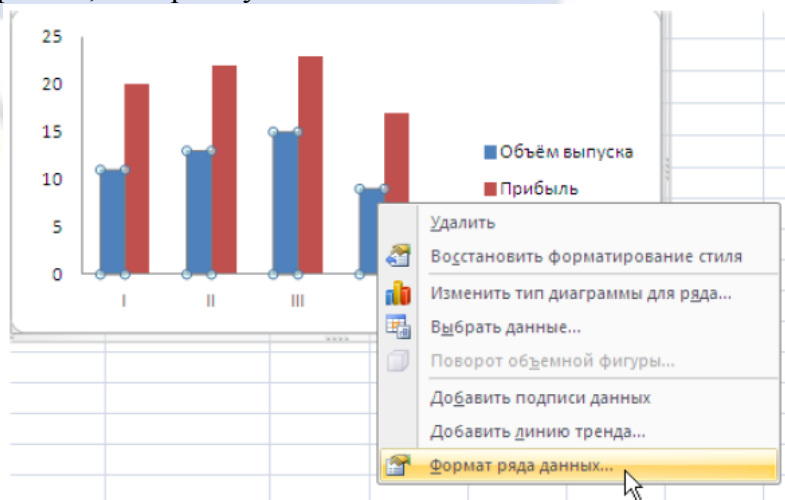 25
20
15
10
5
0
I
II
III
Объём выпуска
Прибыль
Удалить
Восстановить форматирование стиля
Изменить тип диаграммы для ряда...
Выбрать данные...
Поворот объемной фигуры...
Добавить подписи данных
Добавить линию тренда...
Формат ряда данных...